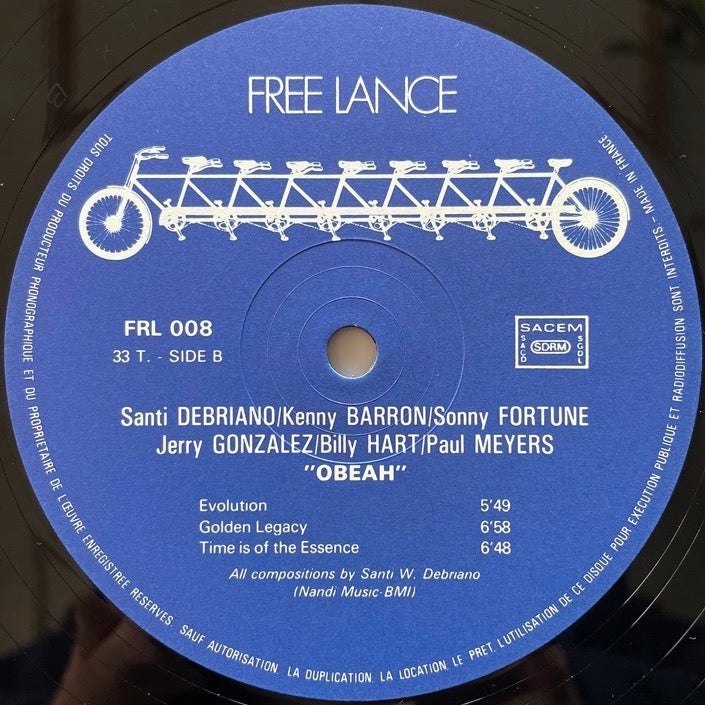 FREE LANCE
TOUS DROITS DU PRODUCTEUR PHONOGRAPHIQUE ET DU PROPRIETAIRE DE L'ŒUVRE ENREGISTREE RESERVES. SAUF AUTORISATION. LA DUPLICATION. LA LOCATION. LE PRET. L'UTILISATION DE CE DISQUE POUR EXECUTION PUBLIQUE ET RADIODIFFUSION SONT INTERDITS - MADE IN FRANCE
FRL 008
33 T. - SIDE B
SACEM
SACD
SDRM
SGDL
Santi DEBRIANO/Kenny BARRON/Sonny FORTUNE
Jerry GONZALEZ/Billy HART/Paul MEYERS
"OBEAH"
Evolution 5'49
Golden Legacy 6'58
Time is of the Essence 6'48
All compositions by Santi W. Debriano
(Nandi Music-BMI)